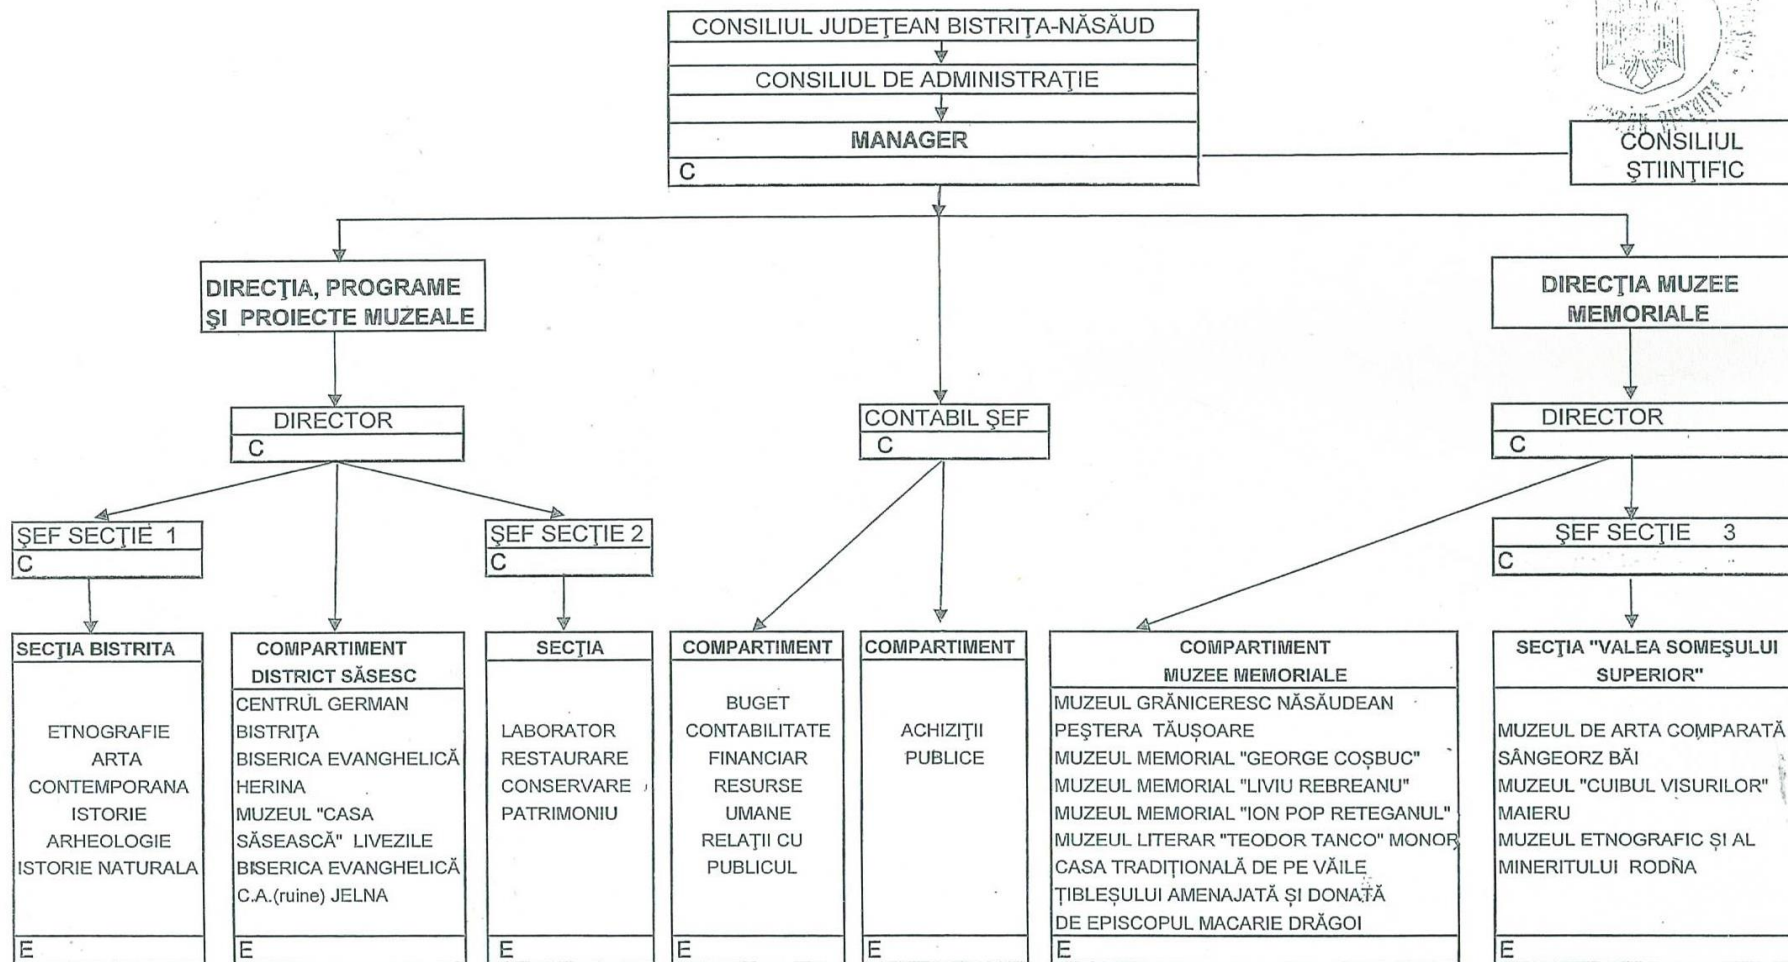 CONSILIUL JUDEŢEAN BISTRIŢA-NĂSĂUD
CONSILIUL DE ADMINISTRAŢIE
MANAGER
C
CONSILIUL
ŞTIINŢIFIC
DIRECŢIA, PROGRAME
ŞI PROIECTE MUZEALE
DIRECŢIA MUZEE
MEMORIALE
DIRECTOR
C
CONTABIL ŞEF
C
DIRECTOR
C
ŞEF SECŢIE 1
C
ŞEF SECŢIE 2
C
ŞEF SECŢIE 3
C
SECŢIA BISTRITA
ETNOGRAFIE
ARTA
CONTEMPORANA
ISTORIE
ARHEOLOGIE
ISTORIE NATURALA
E
COMPARTIMENT
DISTRICT SĂSESC
CENTRUL GERMAN
BISTRIŢA
BISERICA EVANGHELICĂ
HERINA
MUZEUL "CASA
SĂSEASCĂ" LIVEZILE
BISERICA EVANGHELICĂ
C.A.(ruine) JELNA
E
SECŢIA
LABORATOR
RESTAURARE
CONSERVARE
PATRIMONIU
E
COMPARTIMENT
BUGET
CONTABILITATE
FINANCIAR
RESURSE
UMANE
RELAŢII CU
PUBLICUL
E
COMPARTIMENT
ACHIZIŢII
PUBLICE
E
COMPARTIMENT
MUZEE MEMORIALE
MUZEUL GRĂNICERESC NĂSĂUDEAN
PEŞTERA TĂUŞOARE
MUZEUL MEMORIAL "GEORGE COŞBUC"
MUZEUL MEMORIAL "LIVIU REBREANU"
MUZEUL MEMORIAL "ION POP RETEGANUL"
MUZEUL LITERAR "TEODOR TANCO" MONOR
CASA TRADIȚIONALĂ DE PE VĂILE
ȚIBLEȘULUI AMENAJATĂ ȘI DONATĂ
DE EPISCOPUL MACARIE DRĂGOI
E
SECŢIA "VALEA SOMEŞULUI
SUPERIOR"
MUZEUL DE ARTA COMPARATĂ
SÂNGEORZ BĂI
MUZEUL "CUIBUL VISURILOR"
MAIERU
MUZEUL ETNOGRAFIC ŞI AL
MINERITULUI RODNA
E